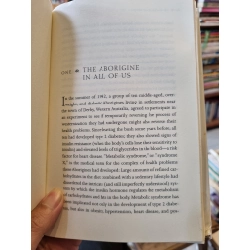 ONE THE ABORIGINE
IN ALL OF US
In the summer of 1982, a group of ten middle-aged, over-
weight and diabetic Aborigines, living in settlements near
the town of Derby, Western Australia, agreed to participate in
an experiment to see if temporarily reversing the process of
westernization they had undergone might also reverse their
health problems. Since leaving the bush some years before, all
ten had developed type 2 diabetes; they also showed signs of
insulin resistance (when the body's cells lose their sensitivity
to insulin) and elevated levels of triglycerides in the blood—a risk
factor for heart disease. "Metabolic syndrome," or "syndrome
X," is the medical term for the complex of health problems
these Aborigines had developed: Large amounts of refined car-
bohydrates in the diet combined with a sedentary lifestyle had
disordered the intricate (and still imperfectly understood) sys-
tem by which the insulin hormone regulates the metabolism
of carbohydrates and fats in the body. Metabolic syndrome has
been implicated not only in the development of type 2 diabe-
tes, but also in obesity, hypertension, heart disease, and pos-